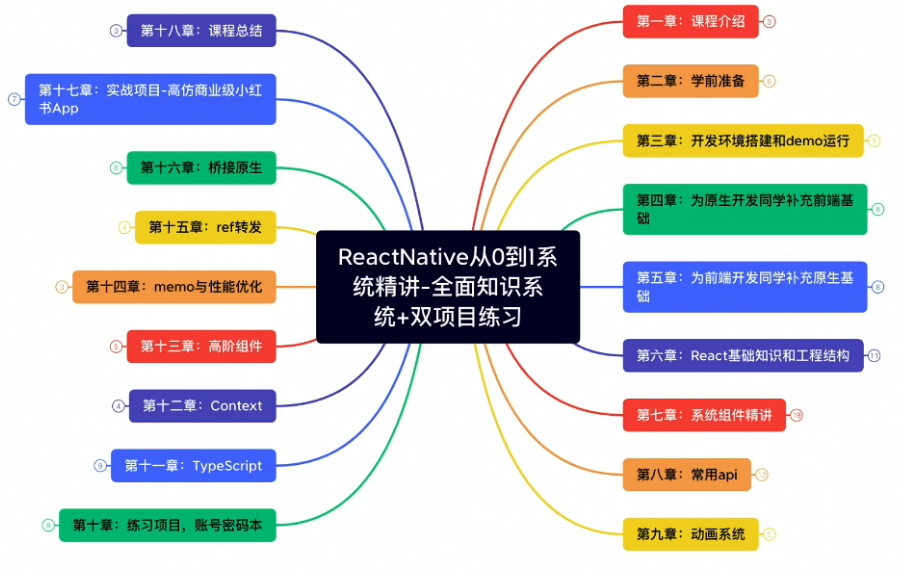 ReactNative从0到1系
统精讲-全面知识系
统+双项目练习
第一章：课程介绍
3
第二章：学前准备
第三章：开发环境搭建和demo运行
第四章：为原生开发同学补充前端基
础
8
第五章：为前端开发同学补充原生基
础
8
第六章：React基础知识和工程结构
11
第七章：系统组件精讲
19
第八章：常用api
第九章：动画系统
5
第十章：练习项目，账号密码本
第十一章：TypeScript
9
第十二章：Context
4
第十三章：高阶组件
5
第十四章：memo与性能优化
3
第十五章：ref转发
4
第十六章：桥接原生
6
第十七章：实战项目-高仿商业级小红
书App
7
第十八章：课程总结
3